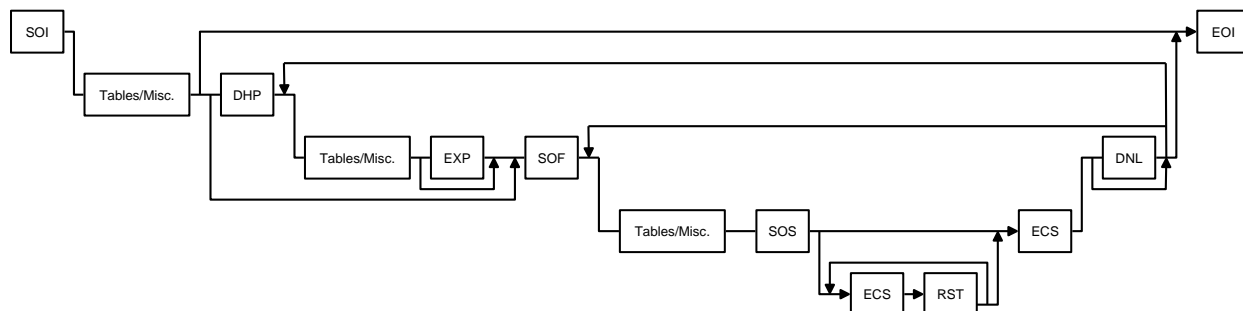 SOI
EOI
Tables/Misc.
DHP
Tables/Misc.
EXP
SOF
DNL
Tables/Misc.
SOS
ECS
ECS
RST